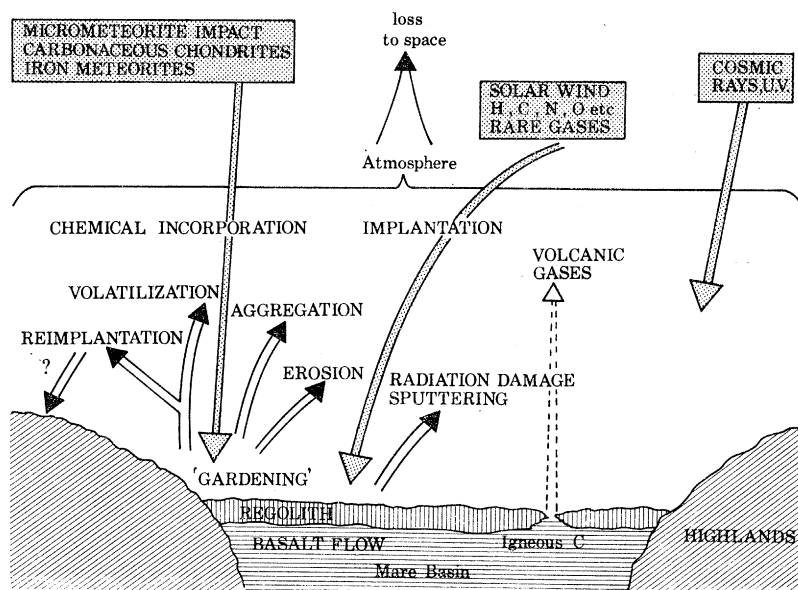 MICROMETEORITE IMPACT
CARBONACEOUS CHONDRITES
IRON METEORITES
loss
to space
SOLAR WIND
H, C, N, O etc
RARE GASES
COSMIC
RAYS, U.V.
Atmosphere
CHEMICAL INCORPORATION
IMPLANTATION
VOLCANIC
GASES
VOLATILIZATION
AGGREGATION
REIMPLANTATION
?
EROSION
RADIATION DAMAGE
SPUTTERING
'GARDENING'
REGOLITH
BASALT FLOW
Igneous C
HIGHLANDS
Mare Basin